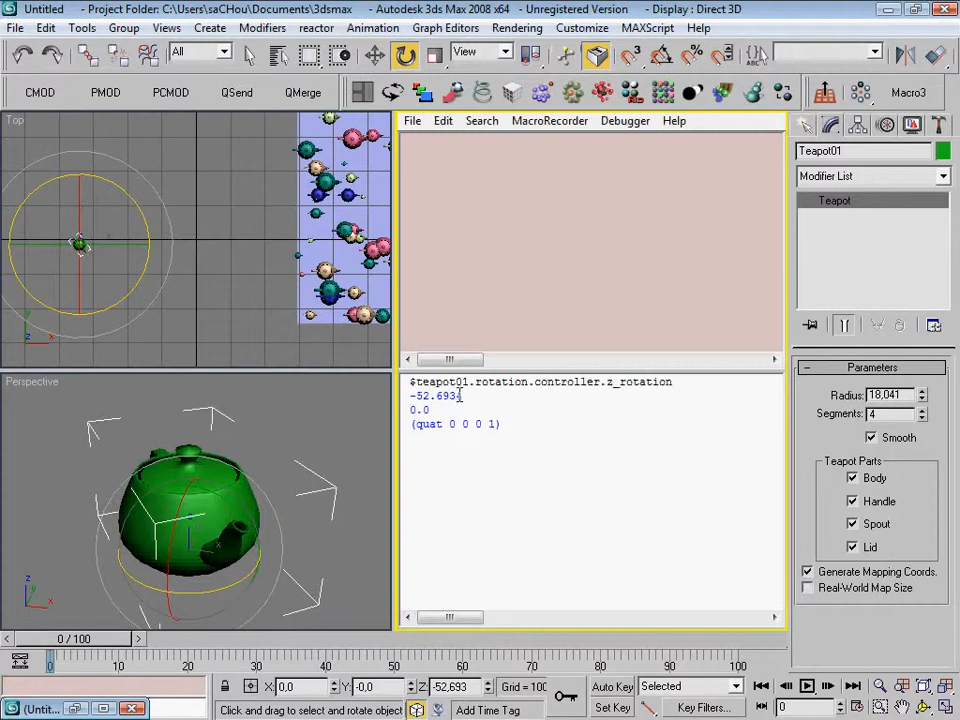 Untitled - Project Folder: C:\Users\saCHou\Documents\3dsmax - Autodesk 3ds Max 2008 x64 - Unregistered Version - Display : Direct 3D
File Edit Tools Group Views Create Modifiers reactor Animation Graph Editors Rendering Customize MAXScript Help
All View
CMOD PMOD PCMOD QSend QMerge Macro3
Top
File Edit Search MacroRecorder Debugger Help
Teapot01
Modifier List
Teapot
Perspective
$teapot01.rotation.controller.z_rotation
0.0
(quat 0 0 0 1)
Parameters
Radius: 18,041
Segments: 4
Smooth
Teapot Parts
Body
Handle
Spout
Lid
Generate Mapping Coords.
Real-World Map Size
0 / 100
0 10 20 30 40 50 60 70 80 90 100
X: 0,0 Y: -0,0 Z: -52,693 Grid = 100
Auto Key Selected
Set Key Key Filters...
0
(Untit...
Click and drag to select and rotate object
Add Time Tag